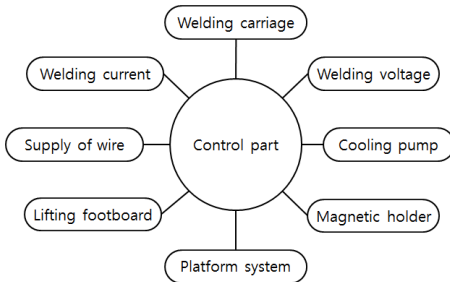 Welding carriage
Welding current
Welding voltage
Supply of wire
Control part
Cooling pump
Lifting footboard
Magnetic holder
Platform system